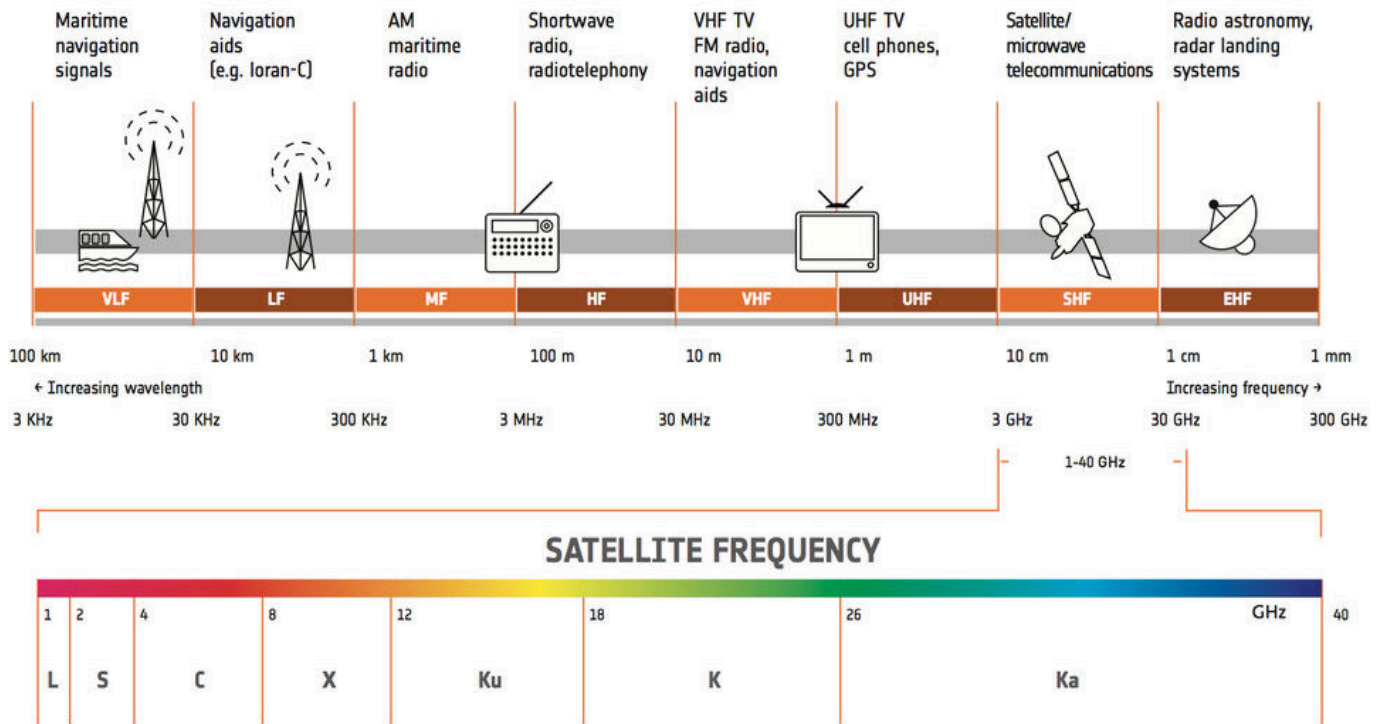 Maritime
navigation
signals
Navigation
aids
(e.g. loran-C)
AM
maritime
radio
Shortwave
radio,
radiotelephony
VHF TV
FM radio,
navigation
aids
UHF TV
cell phones,
GPS
Satellite/
microwave
telecommunications
Radio astronomy,
radar landing
systems
VLF LF MF HF VHF UHF SHF EHF
100 km 10 km 1 km 100 m 10 m 1 m 10 cm 1 cm 1 mm
← Increasing wavelength Increasing frequency →
3 KHz 30 KHz 300 KHz 3 MHz 30 MHz 300 MHz 3 GHz 30 GHz 300 GHz
1-40 GHz
SATELLITE FREQUENCY
1 2 4 8 12 18 26 GHz 40
L S C X Ku K Ka